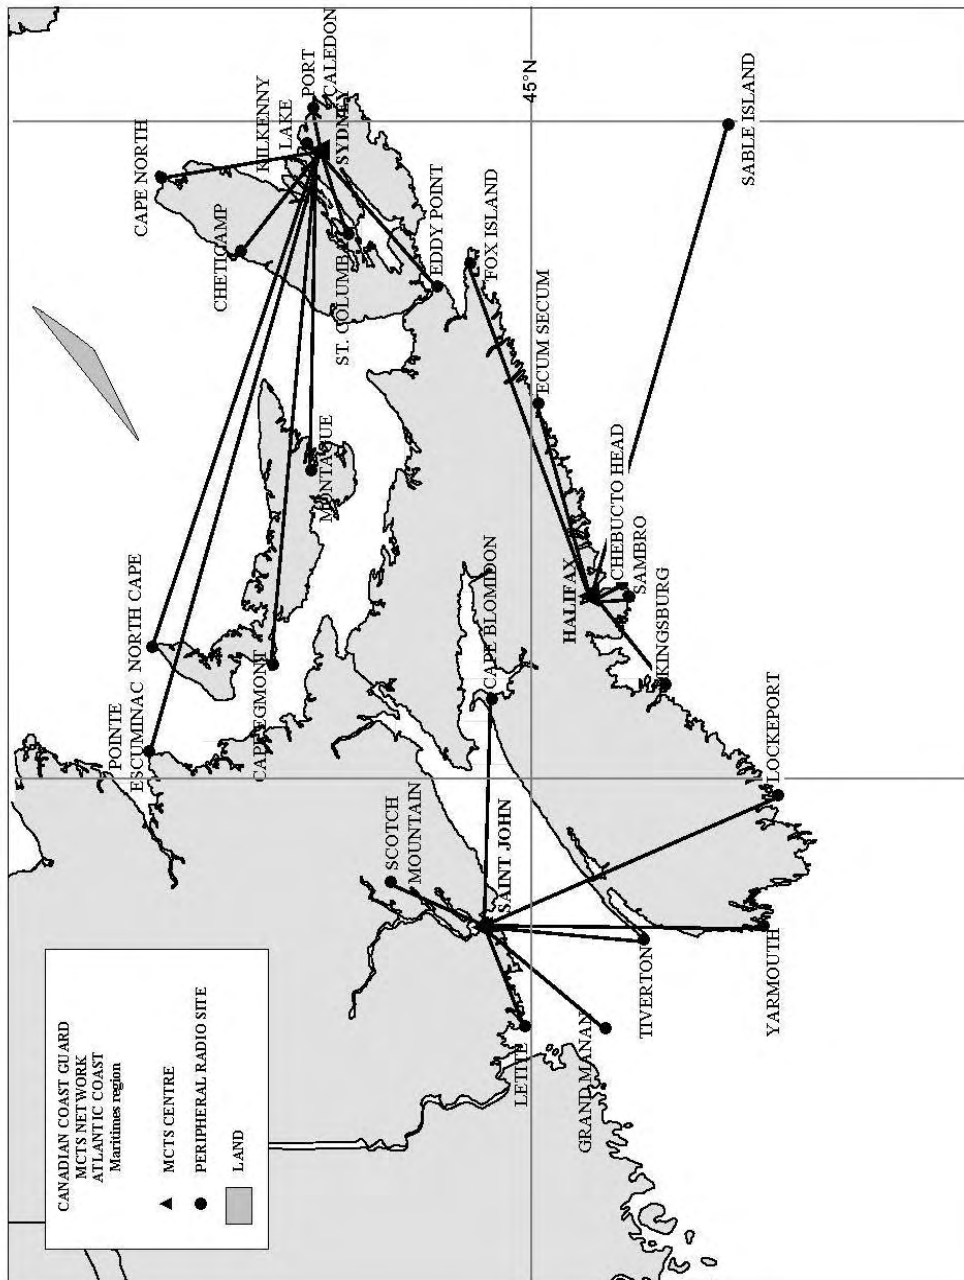 CANADIAN COAST GUARD
MCTS NETWORK
ATLANTIC COAST
Maritimes region
MCTS CENTRE
PERIPHERAL RADIO SITE
LAND
POINTE
ESCUMINAC
NORTH CAPE
CAPE EGMONT
MONTAGUE
CHETICAMP
CAPE NORTH
KILKENNY
LAKE
PORT
CALEDON
SYDNEY
ST. COLUMBA
EDDY POINT
FOX ISLAND
ECUM SECUM
45°N
SABLE ISLAND
SCOTCH
MOUNTAIN
SAINT JOHN
CAPE BLOMIDON
HALIFAX
CHEBUCTO HEAD
SAMBRO
KINGSBURG
LOCKEPORT
LETITE
GRAND MANAN
TIVERTON
YARMOUTH